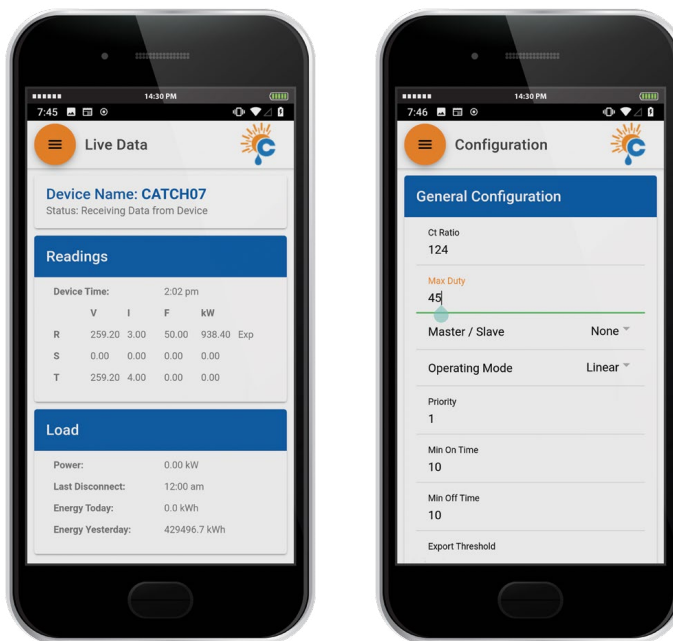 14:30 PM
7:45
Live Data
C
Device Name: CATCH07
Status: Receiving Data from Device
Readings
Device Time: 2:02 pm
V I F kW
R 259.20 3.00 50.00 938.40 Exp
S 0.00 0.00 0.00 0.00
T 259.20 4.00 0.00 0.00
Load
Power: 0.00 kW
Last Disconnect: 12:00 am
Energy Today: 0.0 kWh
Energy Yesterday: 429496.7 kWh
14:30 PM
7:46
Configuration
C
General Configuration
Ct Ratio
124
Max Duty
45
Master / Slave None
Operating Mode Linear
Priority
1
Min On Time
10
Min Off Time
10
Export Threshold